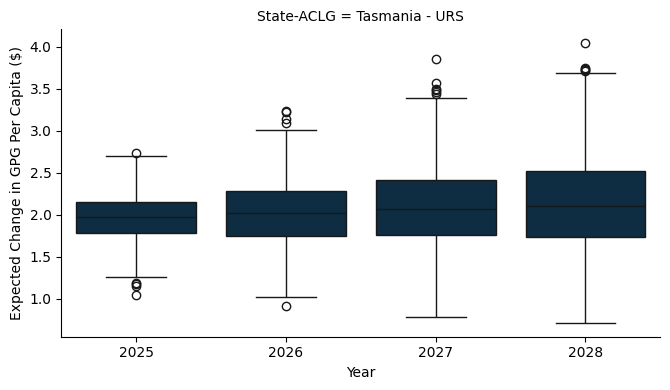 State-ACLG = Tasmania - URS
Expected Change in GPG Per Capita ($)
4.0
3.5
3.0
2.5
2.0
1.5
1.0
2025 2026 2027 2028
Year